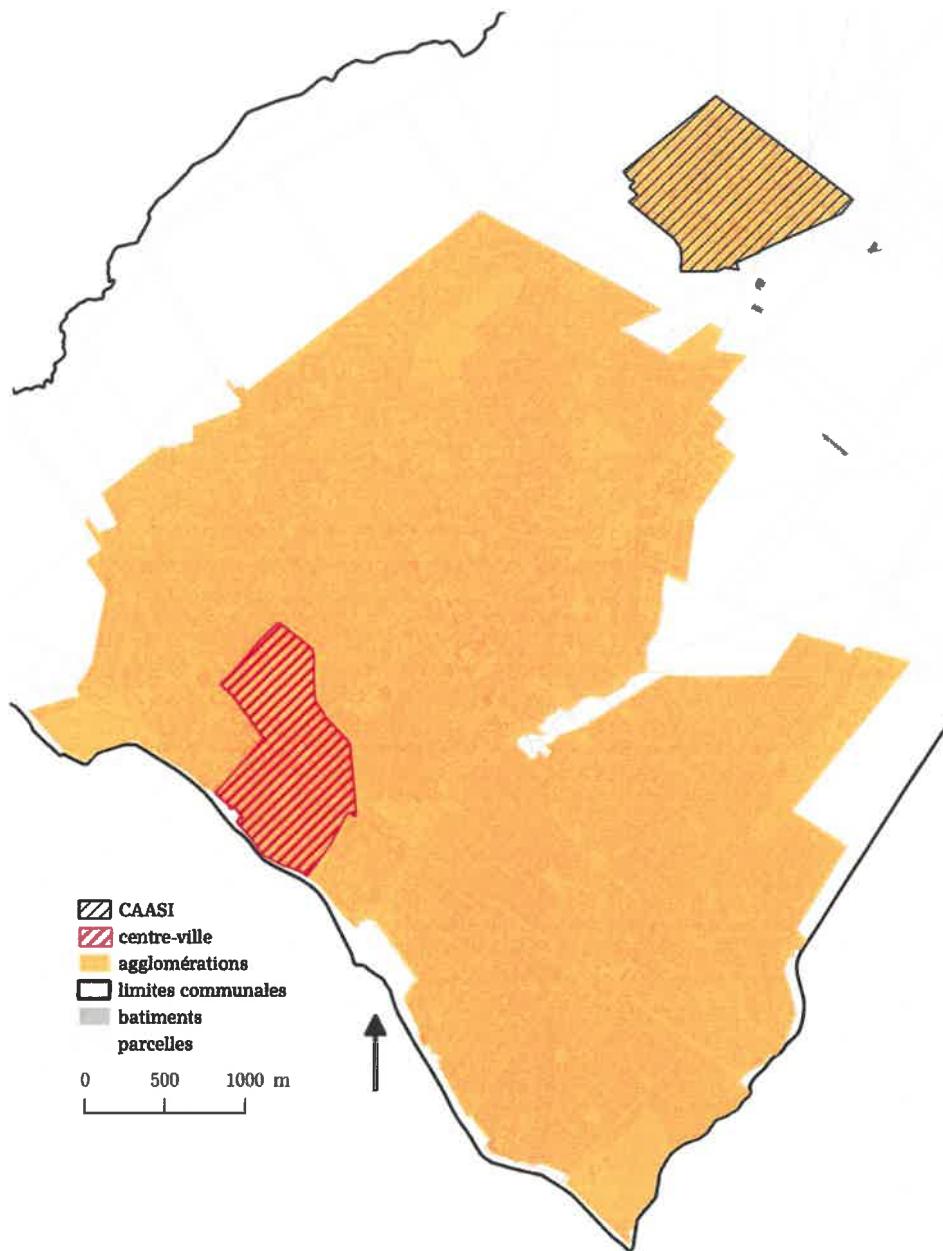 CAASI
centre-ville
agglomérations
limites communales
batiments
parcelles
0 500 1000 m